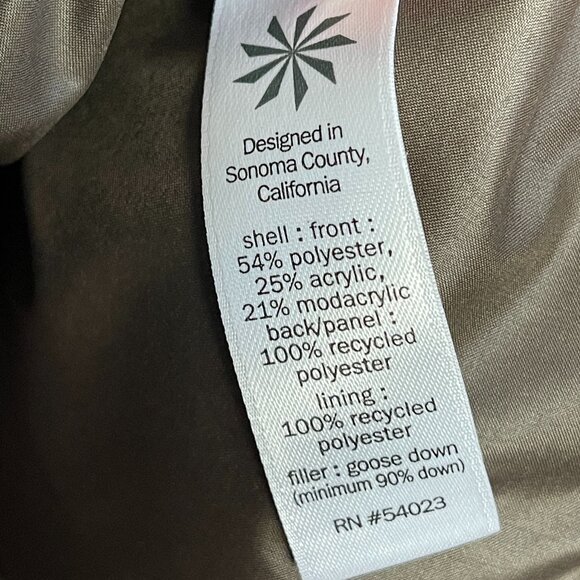 Designed in
Sonoma County,
California
shell : front :
54% polyester,
25% acrylic,
21% modacrylic
back/panel :
100% recycled
polyester
lining :
100% recycled
polyester
filler : goose down
(minimum 90% down)
RN #54023